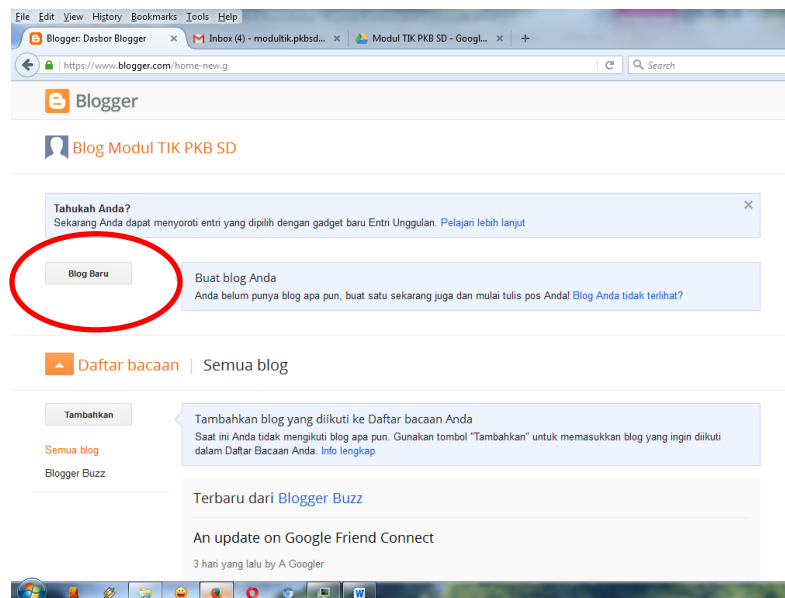 File Edit View History Bookmarks Tools Help
Blogger: Dasbor Blogger × Inbox (4) - modultik.pkbsd... × Modul TIK PKB SD - Googl... × +
https://www.blogger.com/home-new.g Search
Blogger
Blog Modul TIK PKB SD
Tahukah Anda?
Sekarang Anda dapat menyoroti entri yang dipilih dengan gadget baru Entri Unggulan. Pelajari lebih lanjut
Blog Baru
Buat blog Anda
Anda belum punya blog apa pun, buat satu sekarang juga dan mulai tulis pos Anda! Blog Anda tidak terlihat?
Daftar bacaan | Semua blog
Tambahkan
Semua blog
Blogger Buzz
Tambahkan blog yang diikuti ke Daftar bacaan Anda
Saat ini Anda tidak mengikuti blog apa pun. Gunakan tombol "Tambahkan" untuk memasukkan blog yang ingin diikuti
dalam Daftar Bacaan Anda. Info lengkap
Terbaru dari Blogger Buzz
An update on Google Friend Connect
3 hari yang lalu by A Googler